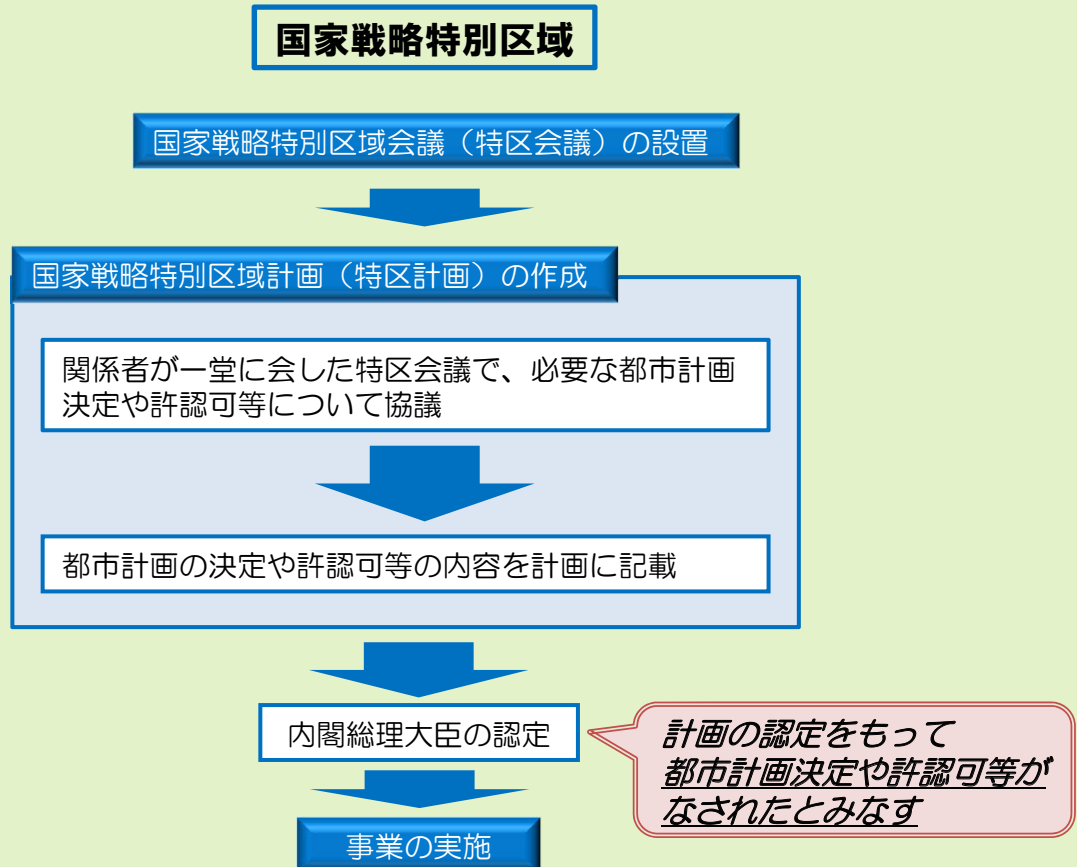 国家戦略特別区域
国家戦略特別区域会議（特区会議）の設置
国家戦略特別区域計画（特区計画）の作成
関係者が一堂に会した特区会議で、必要な都市計画
決定や許認可等について協議
都市計画の決定や許認可等の内容を計画に記載
内閣総理大臣の認定
計画の認定をもって
都市計画決定や許認可等が
なされたとみなす
事業の実施